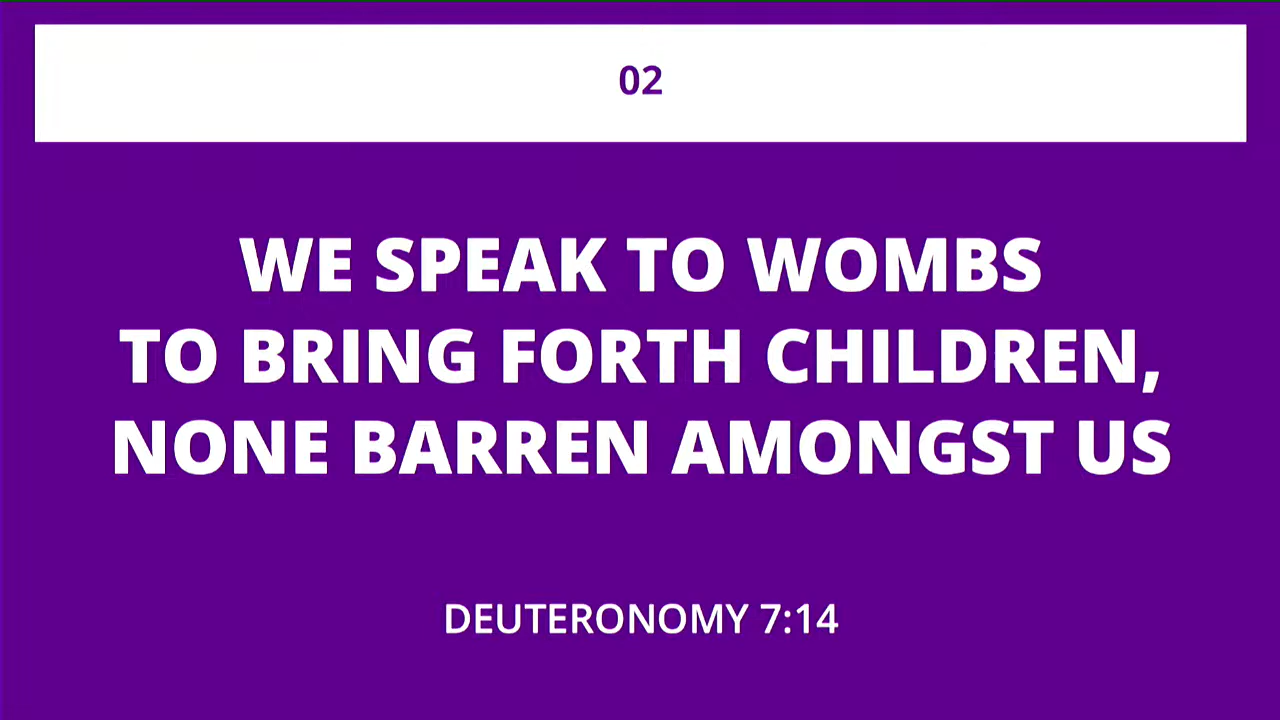 02
WE SPEAK TO WOMBS
TO BRING FORTH CHILDREN,
NONE BARREN AMONGST US
DEUTERONOMY 7:14